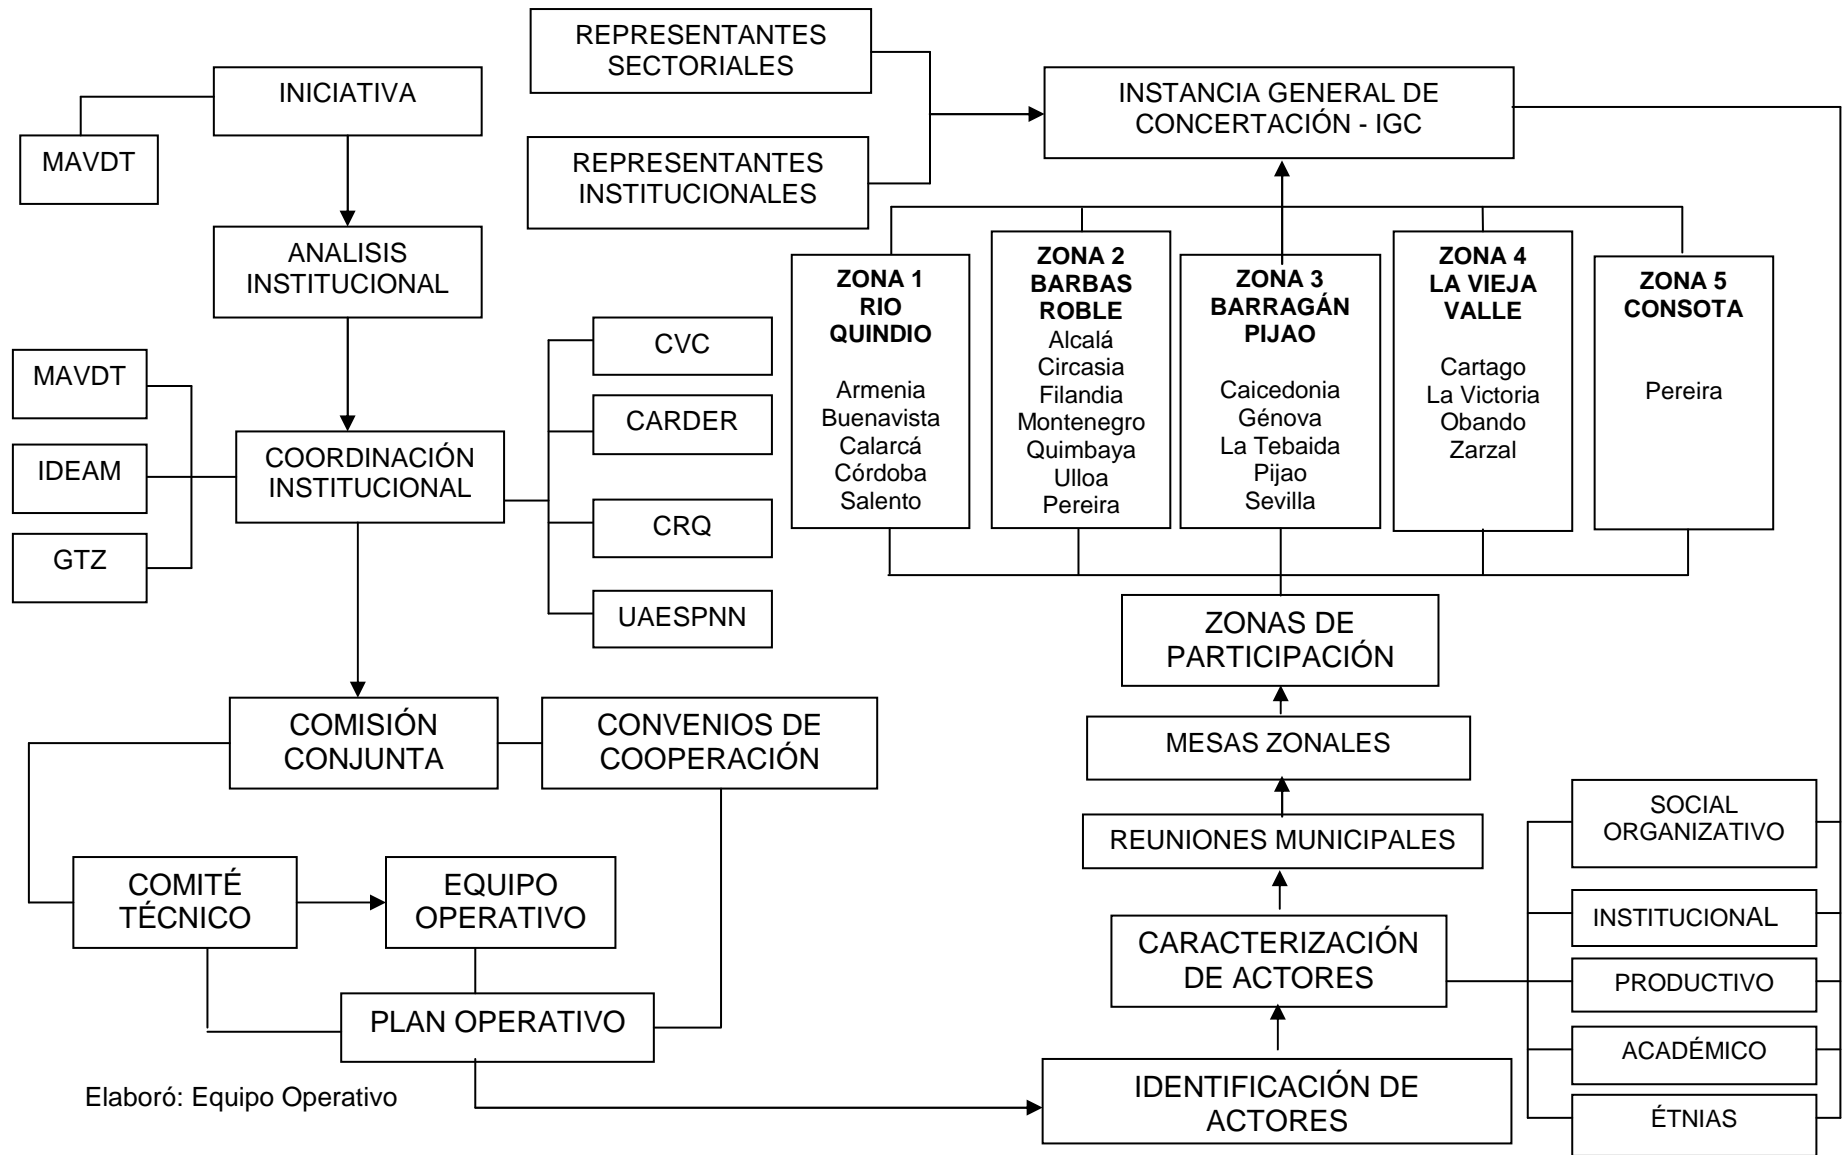 INICIATIVA
MAVDT
ANALISIS
INSTITUCIONAL
MAVDT
IDEAM
GTZ
COORDINACIÓN
INSTITUCIONAL
CVC
CARDER
CRQ
UAESPNN
COMISIÓN
CONJUNTA
CONVENIOS DE
COOPERACIÓN
COMITÉ
TÉCNICO
EQUIPO
OPERATIVO
PLAN OPERATIVO
Elaboró: Equipo Operativo
REPRESENTANTES
SECTORIALES
REPRESENTANTES
INSTITUCIONALES
INSTANCIA GENERAL DE
CONCERTACIÓN - IGC
ZONA 1
RIO
QUINDIO
Armenia
Buenavista
Calarcá
Córdoba
Salento
ZONA 2
BARBAS
ROBLE
Alcalá
Circasia
Filandia
Montenegro
Quimbaya
Ulloa
Pereira
ZONA 3
BARRAGÁN
PIJAO
Caicedonia
Génova
La Tebaida
Pijao
Sevilla
ZONA 4
LA VIEJA
VALLE
Cartago
La Victoria
Obando
Zarzal
ZONA 5
CONSOTA
Pereira
ZONAS DE
PARTICIPACIÓN
MESAS ZONALES
REUNIONES MUNICIPALES
CARACTERIZACIÓN
DE ACTORES
IDENTIFICACIÓN DE
ACTORES
SOCIAL
ORGANIZATIVO
INSTITUCIONAL
PRODUCTIVO
ACADÉMICO
ÉTNIAS